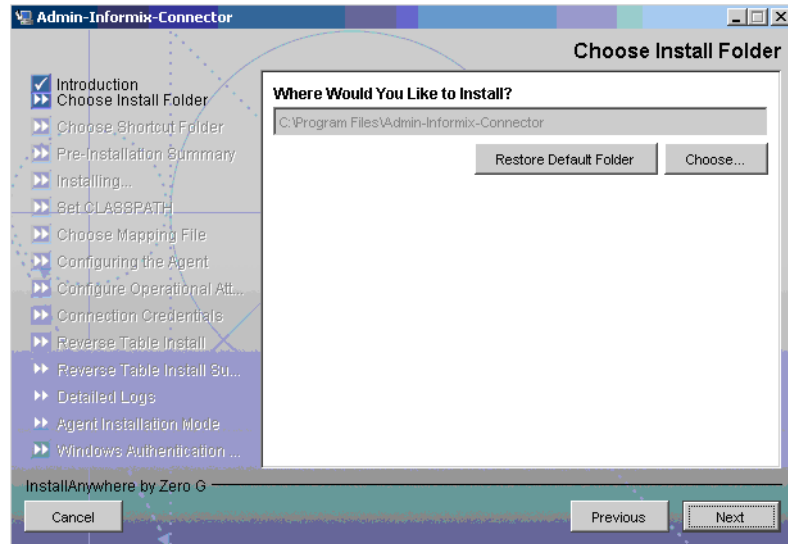 Admin-Informix-Connector
Choose Install Folder
Introduction
Choose Install Folder
Choose Shortcut Folder
Pre-Installation Summary
Installing...
Set CLASSPATH
Choose Mapping File
Configuring the Agent
Configure Operational Att...
Connection Credentials
Reverse Table Install
Reverse Table Install Su...
Detailed Logs
Agent Installation Mode
Windows Authentication ...
Where Would You Like to Install?
C:\Program Files\Admin-Informix-Connector
Restore Default Folder
Choose...
InstallAnywhere by Zero G
Cancel
Previous
Next